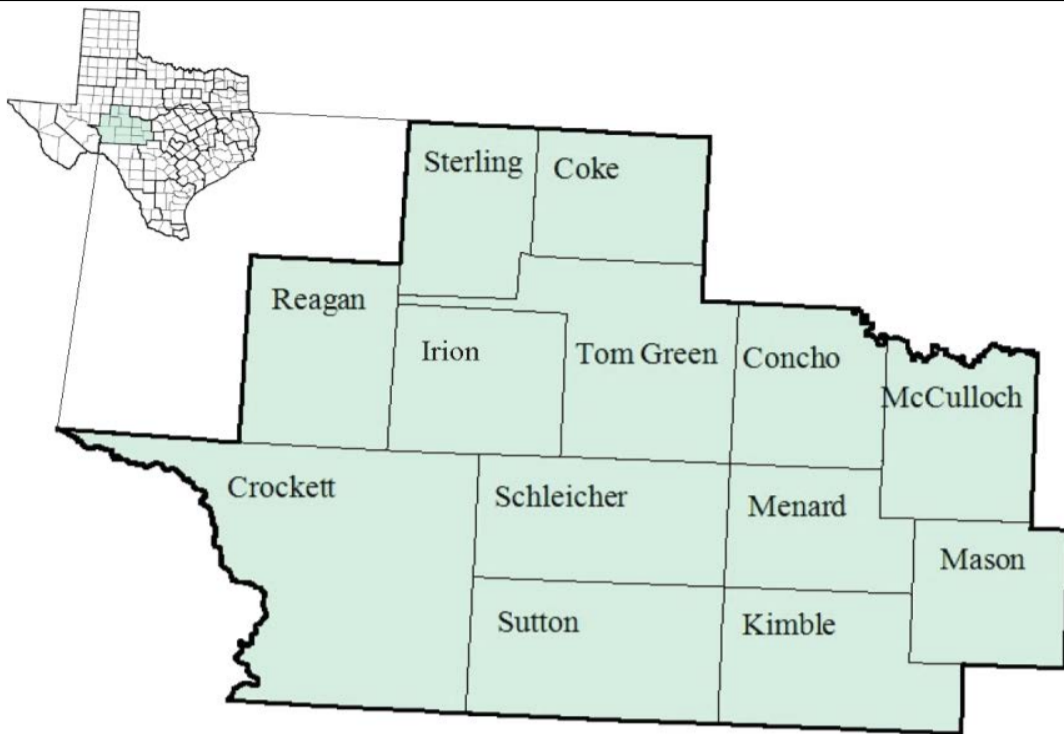 Sterling
Coke
Reagan
Irion
Tom Green
Concho
McCulloch
Crockett
Schleicher
Menard
Mason
Sutton
Kimble